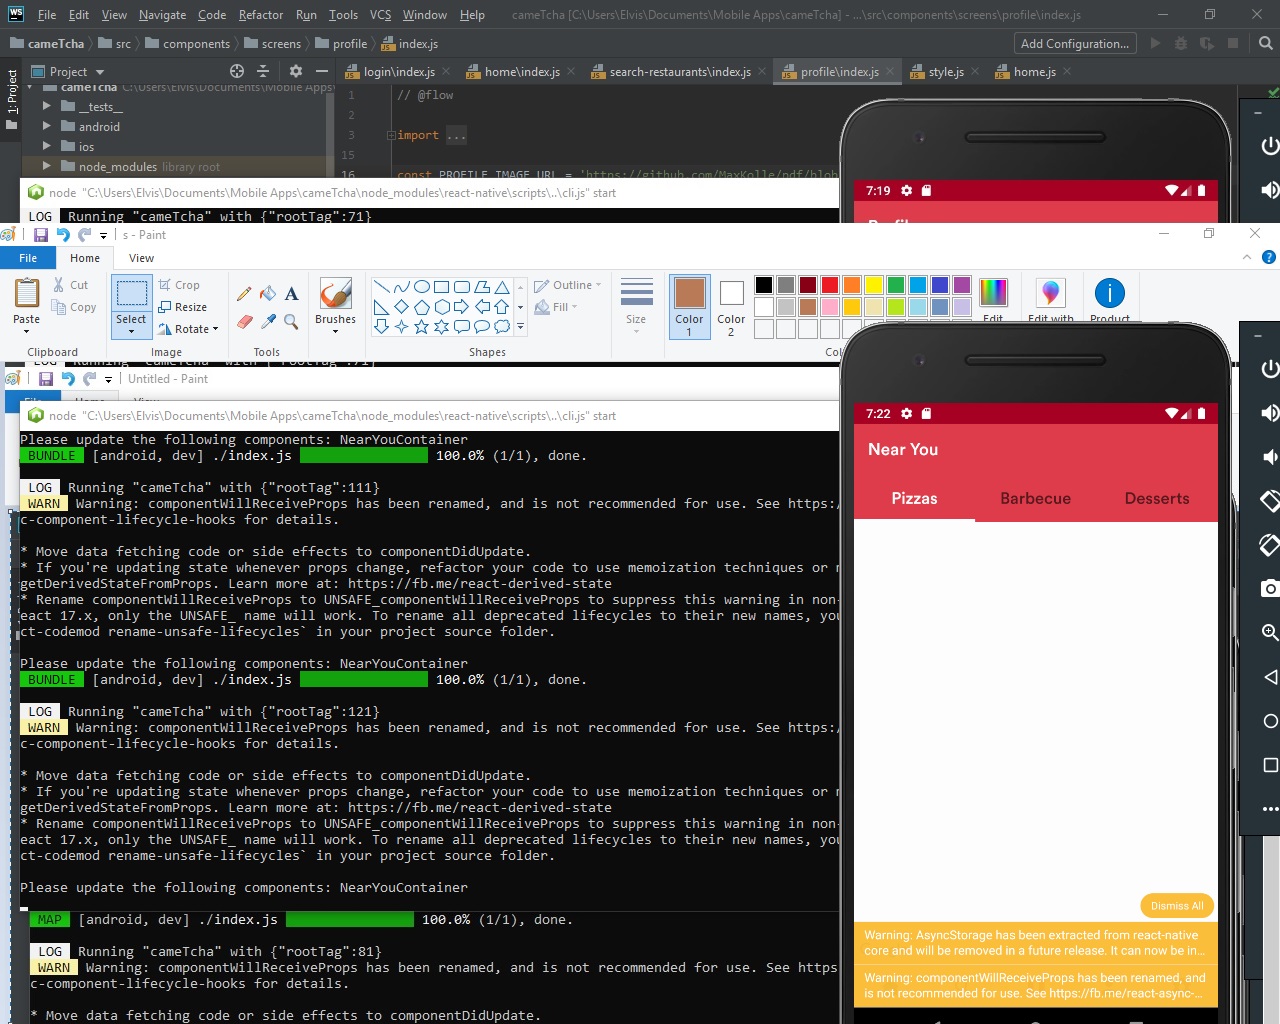 File Edit View Navigate Code Refactor Run Tools VCS Window Help cameTcha [C:\Users\Elvis\Documents\Mobile Apps\cameTcha] - ...\src\components\screens\profile\index.js
cameTcha src components screens profile index.js Add Configuration...
1: Project
Project login\index.js home\index.js search-restaurants\index.js profile\index.js style.js home.js
cameTcha C:\Users\Elvis\Documents\Mobile Apps
__tests__
android
ios
node_modules library root
1 // @flow
2
3 import ...
15
16 const PROFILE_IMAGE_URL = 'https://github.com/MaxKolle/pdf/blob
node "C:\Users\Elvis\Documents\Mobile Apps\cameTcha\node_modules\react-native\scripts\..\cli.js" start
LOG Running "cameTcha" with {"rootTag":71}
7:19
s - Paint
File Home View
Paste Cut Copy
Clipboard
Select Crop Resize Rotate
Image
Tools
Brushes
Shapes
Outline
Fill
Size
Color 1
Color 2
Edit
Edit with
Product
Untitled - Paint
node "C:\Users\Elvis\Documents\Mobile Apps\cameTcha\node_modules\react-native\scripts\..\cli.js" start
Please update the following components: NearYouContainer
BUNDLE [android, dev] ./index.js 100.0% (1/1), done.
LOG Running "cameTcha" with {"rootTag":111}
WARN Warning: componentWillReceiveProps has been renamed, and is not recommended for use. See https:/
c-component-lifecycle-hooks for details.
* Move data fetching code or side effects to componentDidUpdate.
* If you're updating state whenever props change, refactor your code to use memoization techniques or
getDerivedStateFromProps. Learn more at: https://fb.me/react-derived-state
* Rename componentWillReceiveProps to UNSAFE_componentWillReceiveProps to suppress this warning in non-
eact 17.x, only the UNSAFE_ name will work. To rename all deprecated lifecycles to their new names, you
ct-codemod rename-unsafe-lifecycles` in your project source folder.
Please update the following components: NearYouContainer
BUNDLE [android, dev] ./index.js 100.0% (1/1), done.
LOG Running "cameTcha" with {"rootTag":121}
WARN Warning: componentWillReceiveProps has been renamed, and is not recommended for use. See https:/
c-component-lifecycle-hooks for details.
* Move data fetching code or side effects to componentDidUpdate.
* If you're updating state whenever props change, refactor your code to use memoization techniques or
getDerivedStateFromProps. Learn more at: https://fb.me/react-derived-state
* Rename componentWillReceiveProps to UNSAFE_componentWillReceiveProps to suppress this warning in non-
eact 17.x, only the UNSAFE_ name will work. To rename all deprecated lifecycles to their new names, you
ct-codemod rename-unsafe-lifecycles` in your project source folder.
Please update the following components: NearYouContainer
MAP [android, dev] ./index.js 100.0% (1/1), done.
LOG Running "cameTcha" with {"rootTag":81}
WARN Warning: componentWillReceiveProps has been renamed, and is not recommended for use. See https
c-component-lifecycle-hooks for details.
* Move data fetching code or side effects to componentDidUpdate.
7:22
Near You
Pizzas Barbecue Desserts
Dismiss All
Warning: AsyncStorage has been extracted from react-native
core and will be removed in a future release. It can now be in...
Warning: componentWillReceiveProps has been renamed, and
is not recommended for use. See https://fb.me/react-async-...